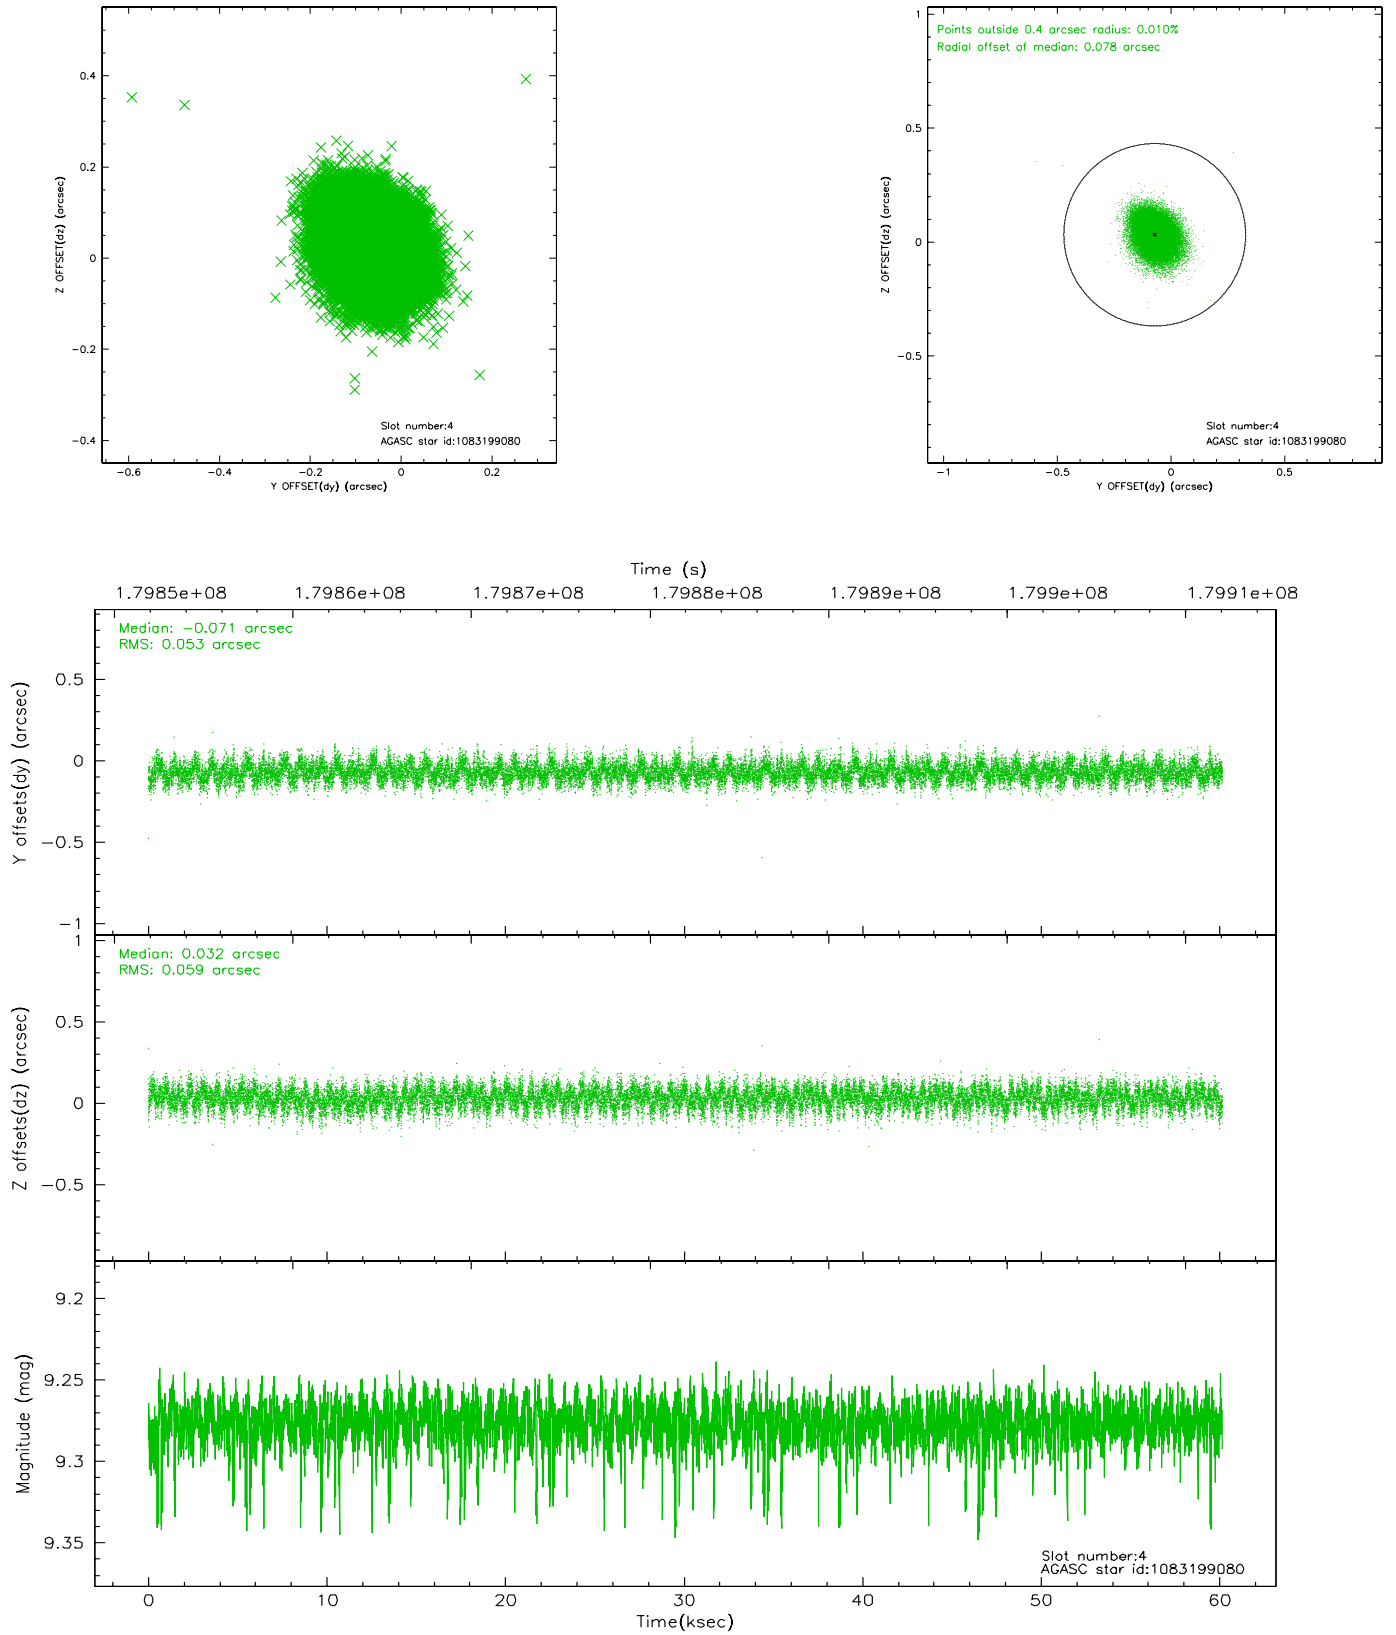 0.4
0.2
0
−0.2
−0.4
Z OFFSET(dz) (arcsec)
Slot number:4
AGASC star id:1083199080
−0.6 −0.4 −0.2 0 0.2
Y OFFSET(dy) (arcsec)
Points outside 0.4 arcsec radius: 0.010%
Radial offset of median: 0.078 arcsec
1
0.5
0
−0.5
Z OFFSET(dz) (arcsec)
Slot number:4
AGASC star id:1083199080
−1 −0.5 0 0.5
Y OFFSET(dy) (arcsec)
Time (s)
1.7985e+08 1.7986e+08 1.7987e+08 1.7988e+08 1.7989e+08 1.799e+08 1.7991e+08
Median: −0.071 arcsec
RMS: 0.053 arcsec
0.5
0
−0.5
−1
Y offsets(dy) (arcsec)
Median: 0.032 arcsec
RMS: 0.059 arcsec
1
0.5
0
−0.5
Z offsets(dz) (arcsec)
9.2
9.25
9.3
9.35
Magnitude (mag)
Slot number:4
AGASC star id:1083199080
0 10 20 30 40 50 60
Time(ksec)